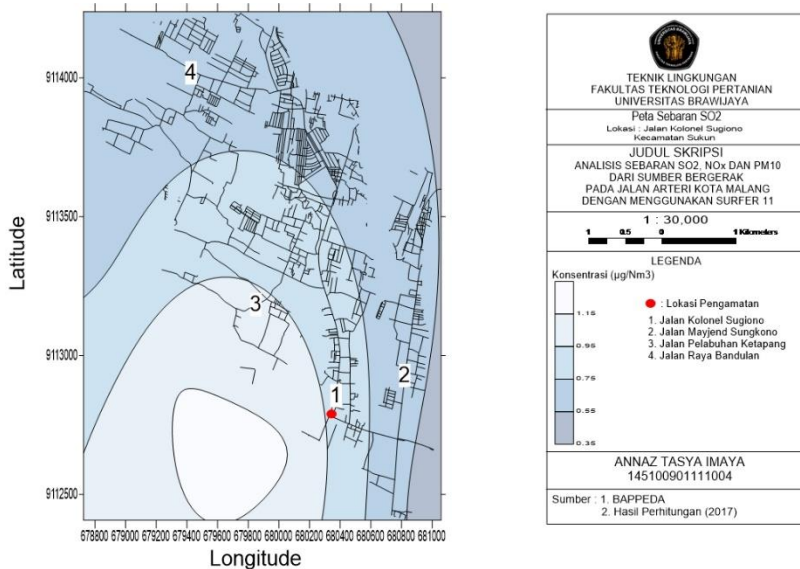 Latitude
9114000
9113500
9113000
9112500
4
3
1
2
678800 679000 679200 679400 679600 679800 680000 680200 680400 680600 680800 681000
Longitude
TEKNIK LINGKUNGAN
FAKULTAS TEKNOLOGI PERTANIAN
UNIVERSITAS BRAWIJAYA
Peta Sebaran SO2
Lokasi : Jalan Kolonel Sugiono
Kecamatan Sukun
JUDUL SKRIPSI
ANALISIS SEBARAN SO2, NOx DAN PM10
DARI SUMBER BERGERAK
PADA JALAN ARTERI KOTA MALANG
DENGAN MENGGUNAKAN SURFER 11
1 : 30,000
1 0.5 0 1 Kilometers
LEGENDA
Konsentrasi (µg/Nm3)
1.15
0.95
0.75
0.55
0.35
: Lokasi Pengamatan
1. Jalan Kolonel Sugiono
2. Jalan Mayjend Sungkono
3. Jalan Pelabuhan Ketapang
4. Jalan Raya Bandulan
ANNAZ TASYA IMAYA
145100901111004
Sumber : 1. BAPPEDA
2. Hasil Perhitungan (2017)